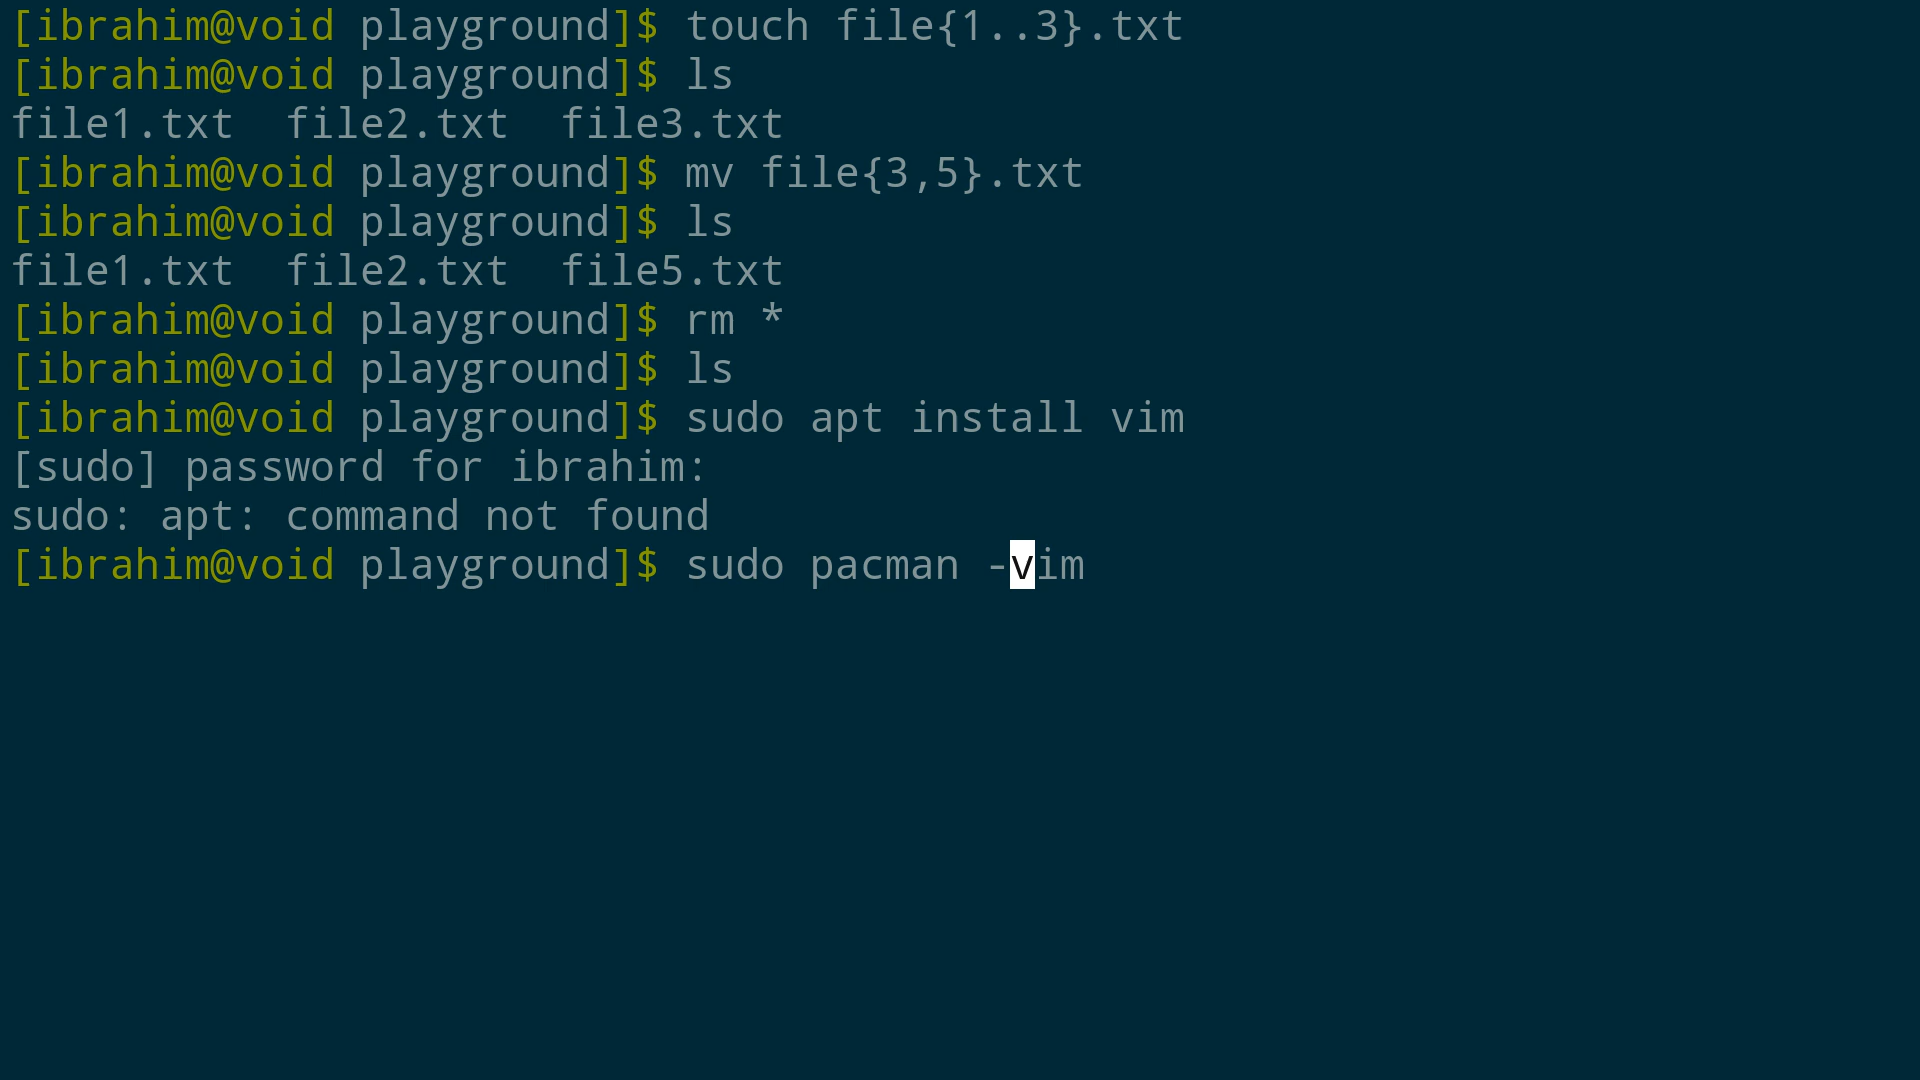 [ibrahim@void playground]$ touch file{1..3}.txt
[ibrahim@void playground]$ ls
file1.txt  file2.txt  file3.txt
[ibrahim@void playground]$ mv file{3,5}.txt
[ibrahim@void playground]$ ls
file1.txt  file2.txt  file5.txt
[ibrahim@void playground]$ rm *
[ibrahim@void playground]$ ls
[ibrahim@void playground]$ sudo apt install vim
[sudo] password for ibrahim:
sudo: apt: command not found
[ibrahim@void playground]$ sudo pacman -vim